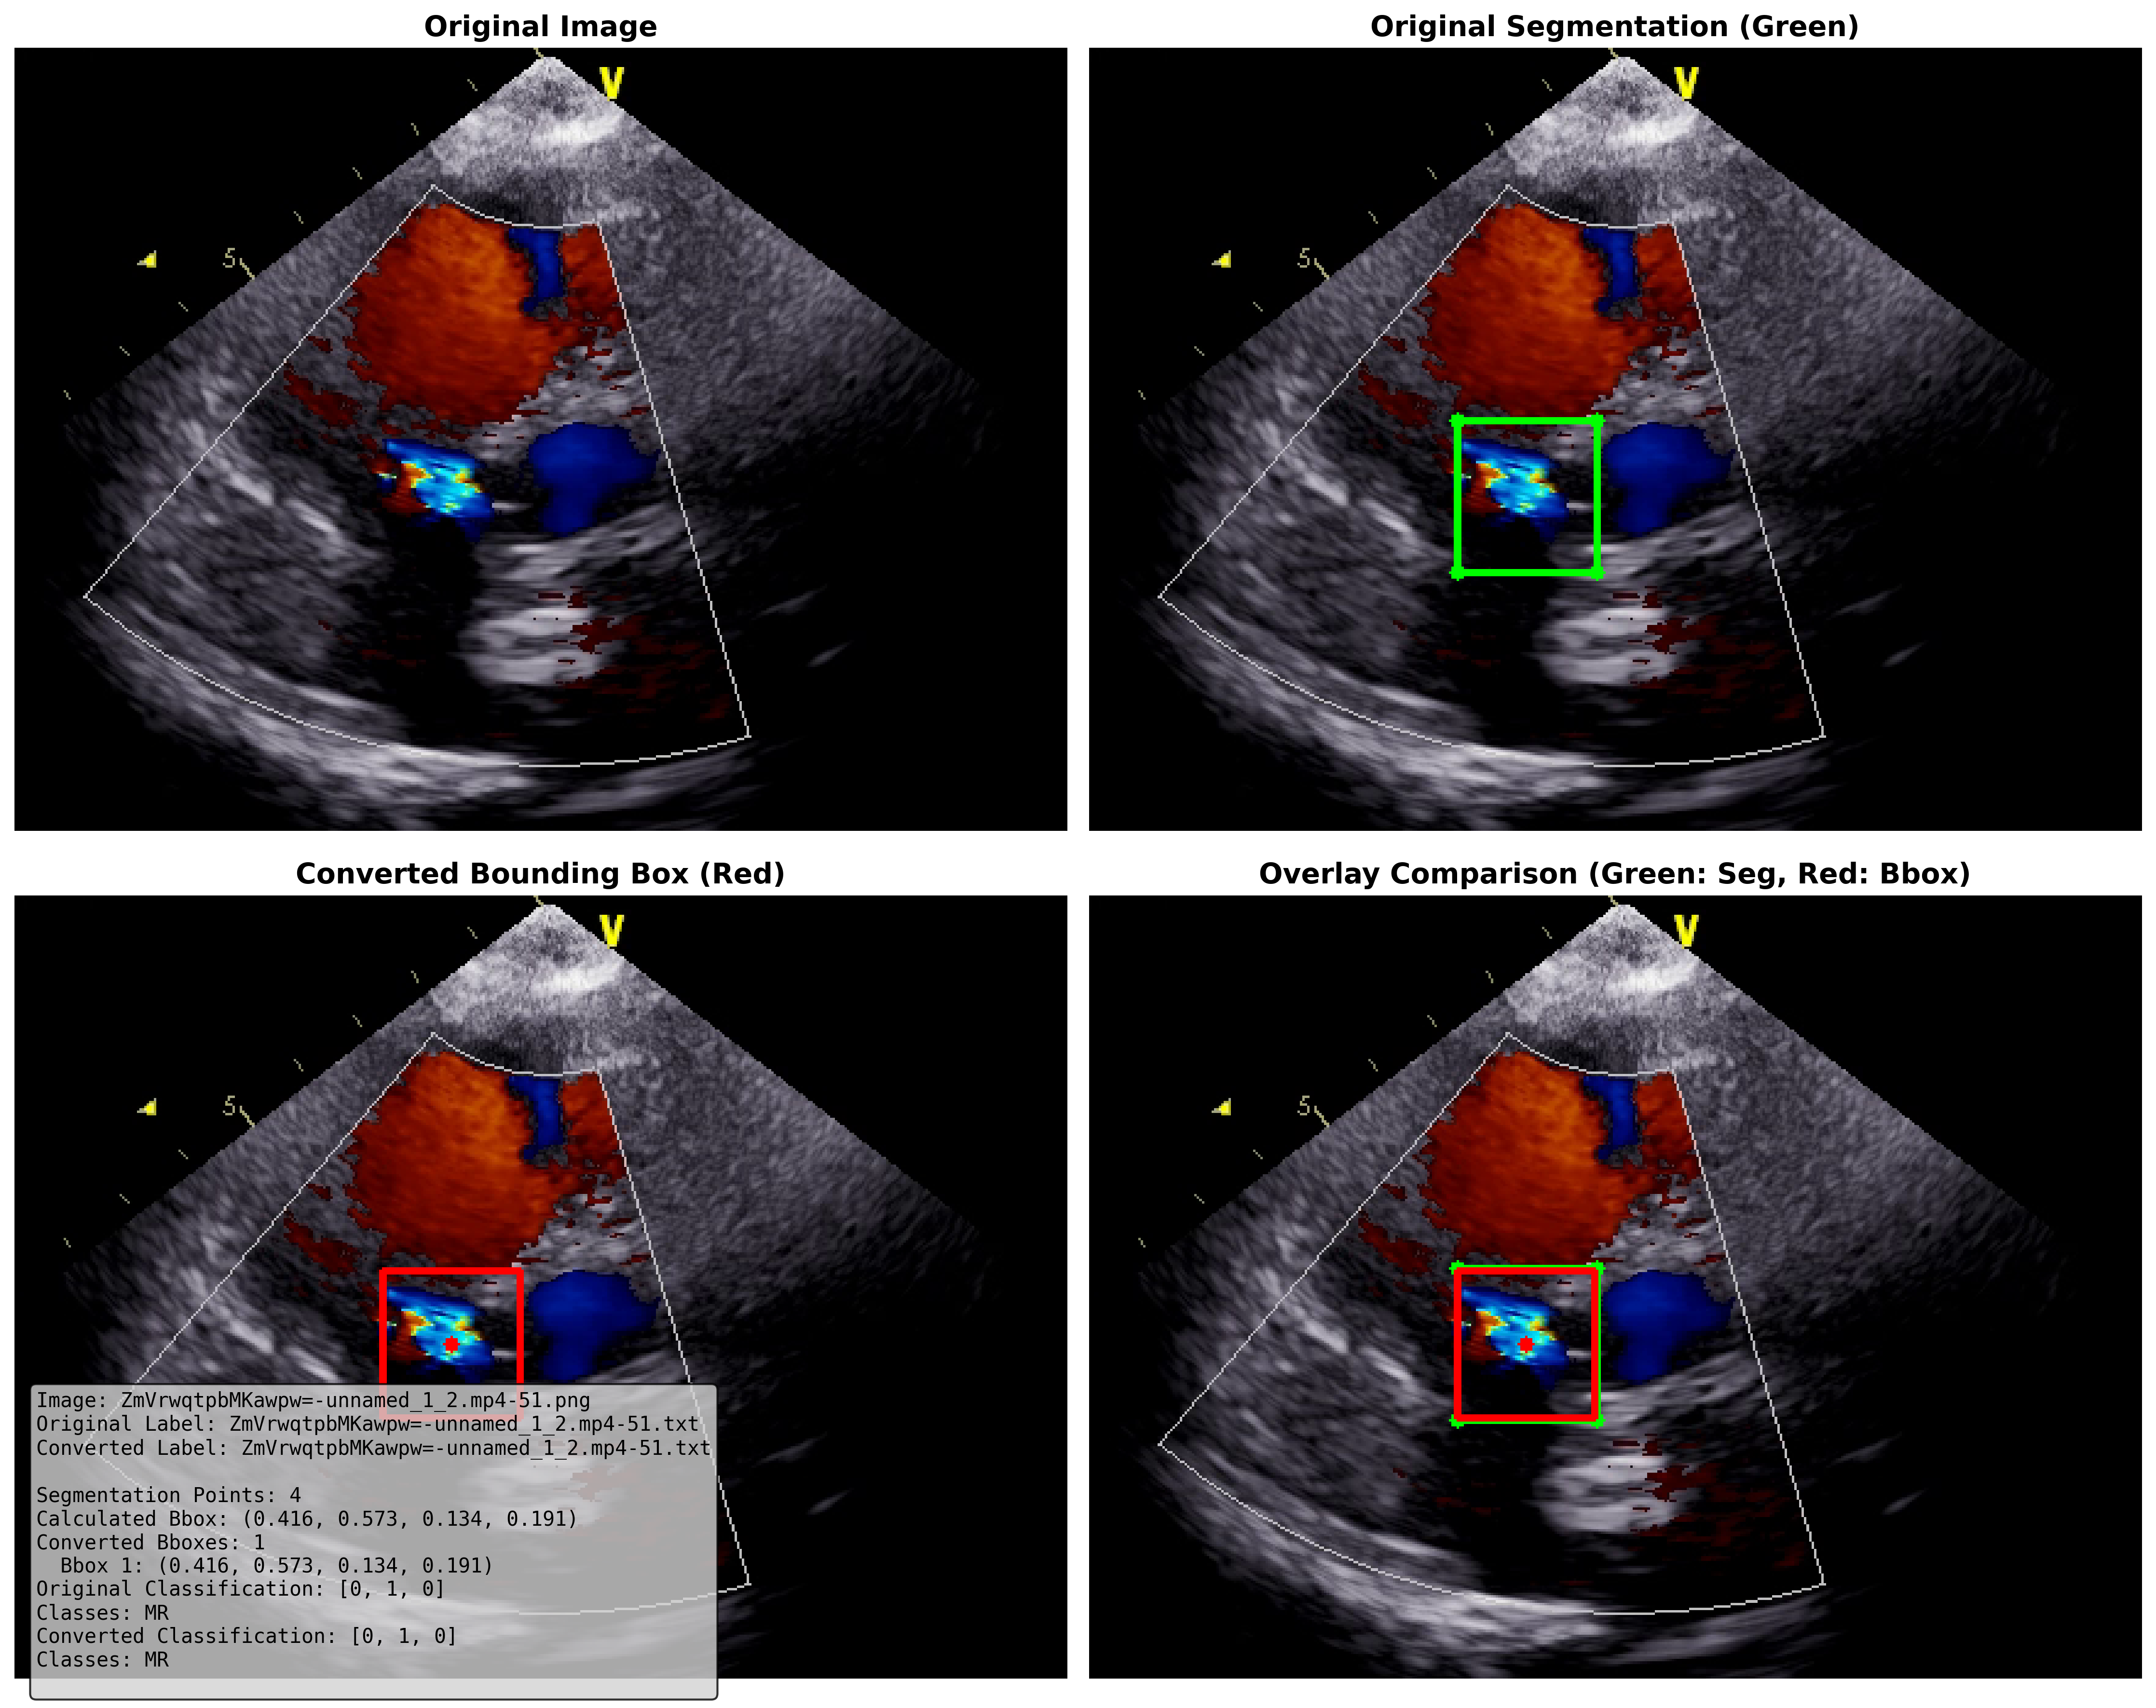 Original Image
Original Segmentation (Green)
V
5
V
5
Converted Bounding Box (Red)
Overlay Comparison (Green: Seg, Red: Bbox)
V
5
V
5
Image: ZmVrwqtpbMKawpw=-unnamed_1_2.mp4-51.png
Original Label: ZmVrwqtpbMKawpw=-unnamed_1_2.mp4-51.txt
Converted Label: ZmVrwqtpbMKawpw=-unnamed_1_2.mp4-51.txt
Segmentation Points: 4
Calculated Bbox: (0.416, 0.573, 0.134, 0.191)
Converted Bboxes: 1
Bbox 1: (0.416, 0.573, 0.134, 0.191)
Original Classification: [0, 1, 0]
Classes: MR
Converted Classification: [0, 1, 0]
Classes: MR